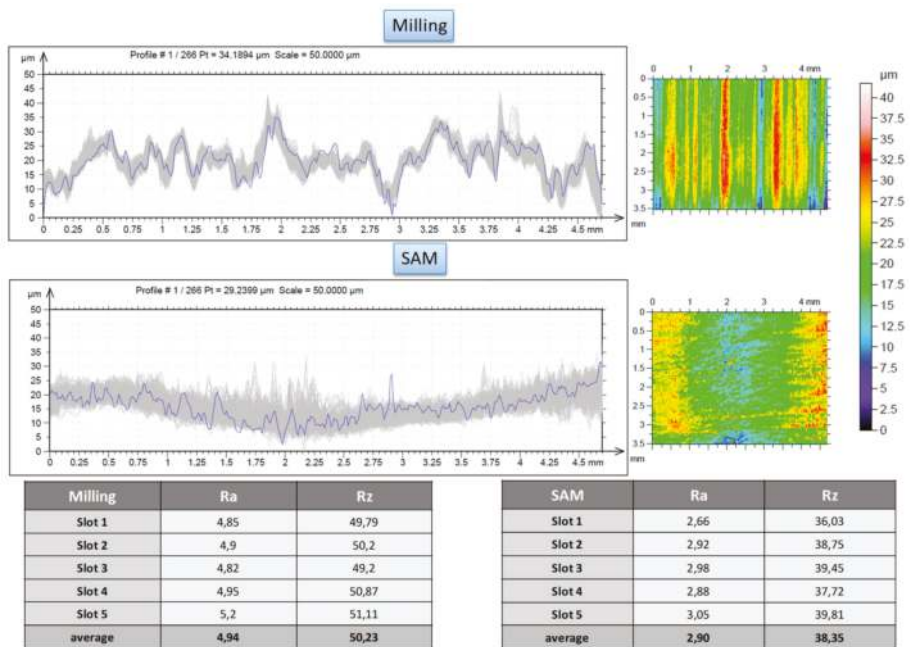 Milling
Profile # 1 / 266 Pt = 34.1894 µm Scale = 50.0000 µm
µm
50
45
40
35
30
25
20
15
10
5
0
0 0.25 0.5 0.75 1 1.25 1.5 1.75 2 2.25 2.5 2.75 3 3.25 3.5 3.75 4 4.25 4.5 mm
0 1 2 3 4 mm
0
0.5
1
1.5
2
2.5
3
3.5
mm
µm
40
37.5
35
32.5
30
27.5
25
22.5
20
17.5
15
12.5
10
7.5
5
2.5
0
SAM
Profile # 1 / 266 Pt = 29.2399 µm Scale = 50.0000 µm
µm
50
45
40
35
30
25
20
15
10
5
0
0 0.25 0.5 0.75 1 1.25 1.5 1.75 2 2.25 2.5 2.75 3 3.25 3.5 3.75 4 4.25 4.5 mm
0 1 2 3 4 mm
0
0.5
1
1.5
2
2.5
3
3.5
mm
Milling Ra Rz
Slot 1 4,85 49,79
Slot 2 4,9 50,2
Slot 3 4,82 49,2
Slot 4 4,95 50,87
Slot 5 5,2 51,11
average 4,94 50,23
SAM Ra Rz
Slot 1 2,66 36,03
Slot 2 2,92 38,75
Slot 3 2,98 39,45
Slot 4 2,88 37,72
Slot 5 3,05 39,81
average 2,90 38,35